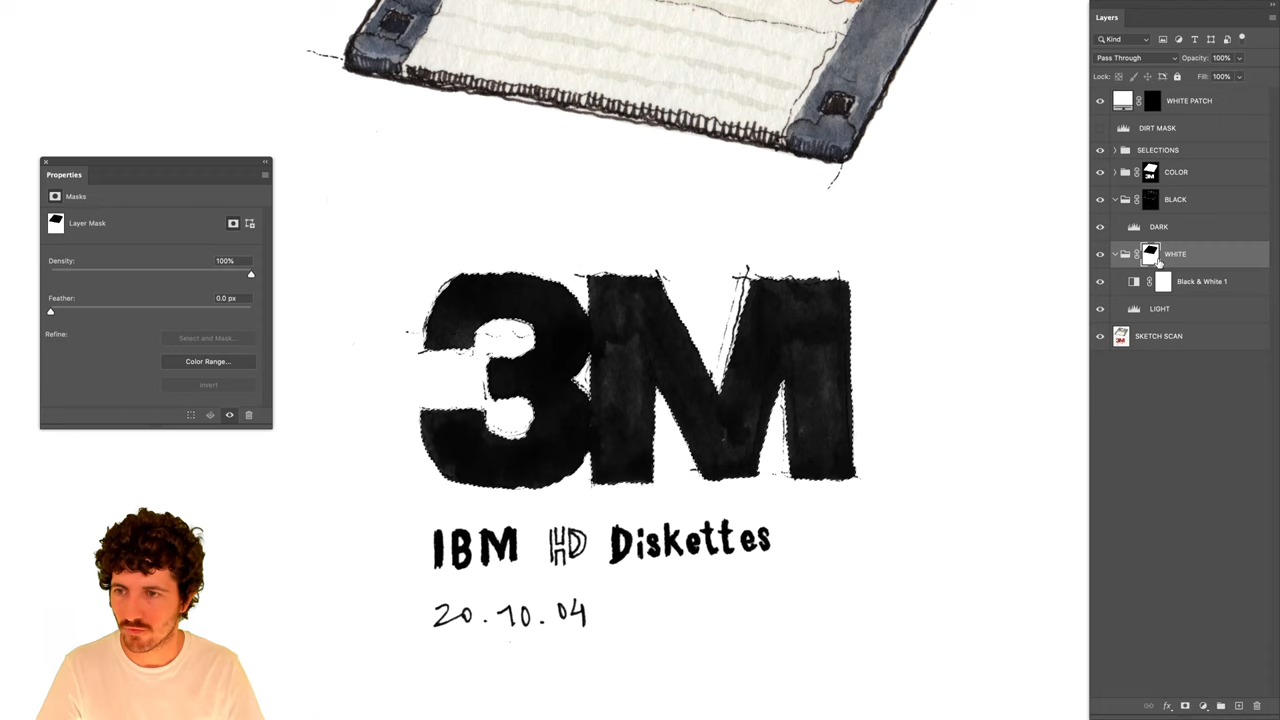 Layers
Kind
Pass Through
Opacity: 100%
Lock:
Fill: 100%
WHITE PATCH
DIRT MASK
SELECTIONS
3M
COLOR
BLACK
DARK
WHITE
Black & White 1
LIGHT
SKETCH SCAN
Properties
Masks
Layer Mask
Density: 100%
Feather: 0.0 px
Refine:
Select and Mask...
Color Range...
Invert
3M
IBM HD Diskettes
20.10.04